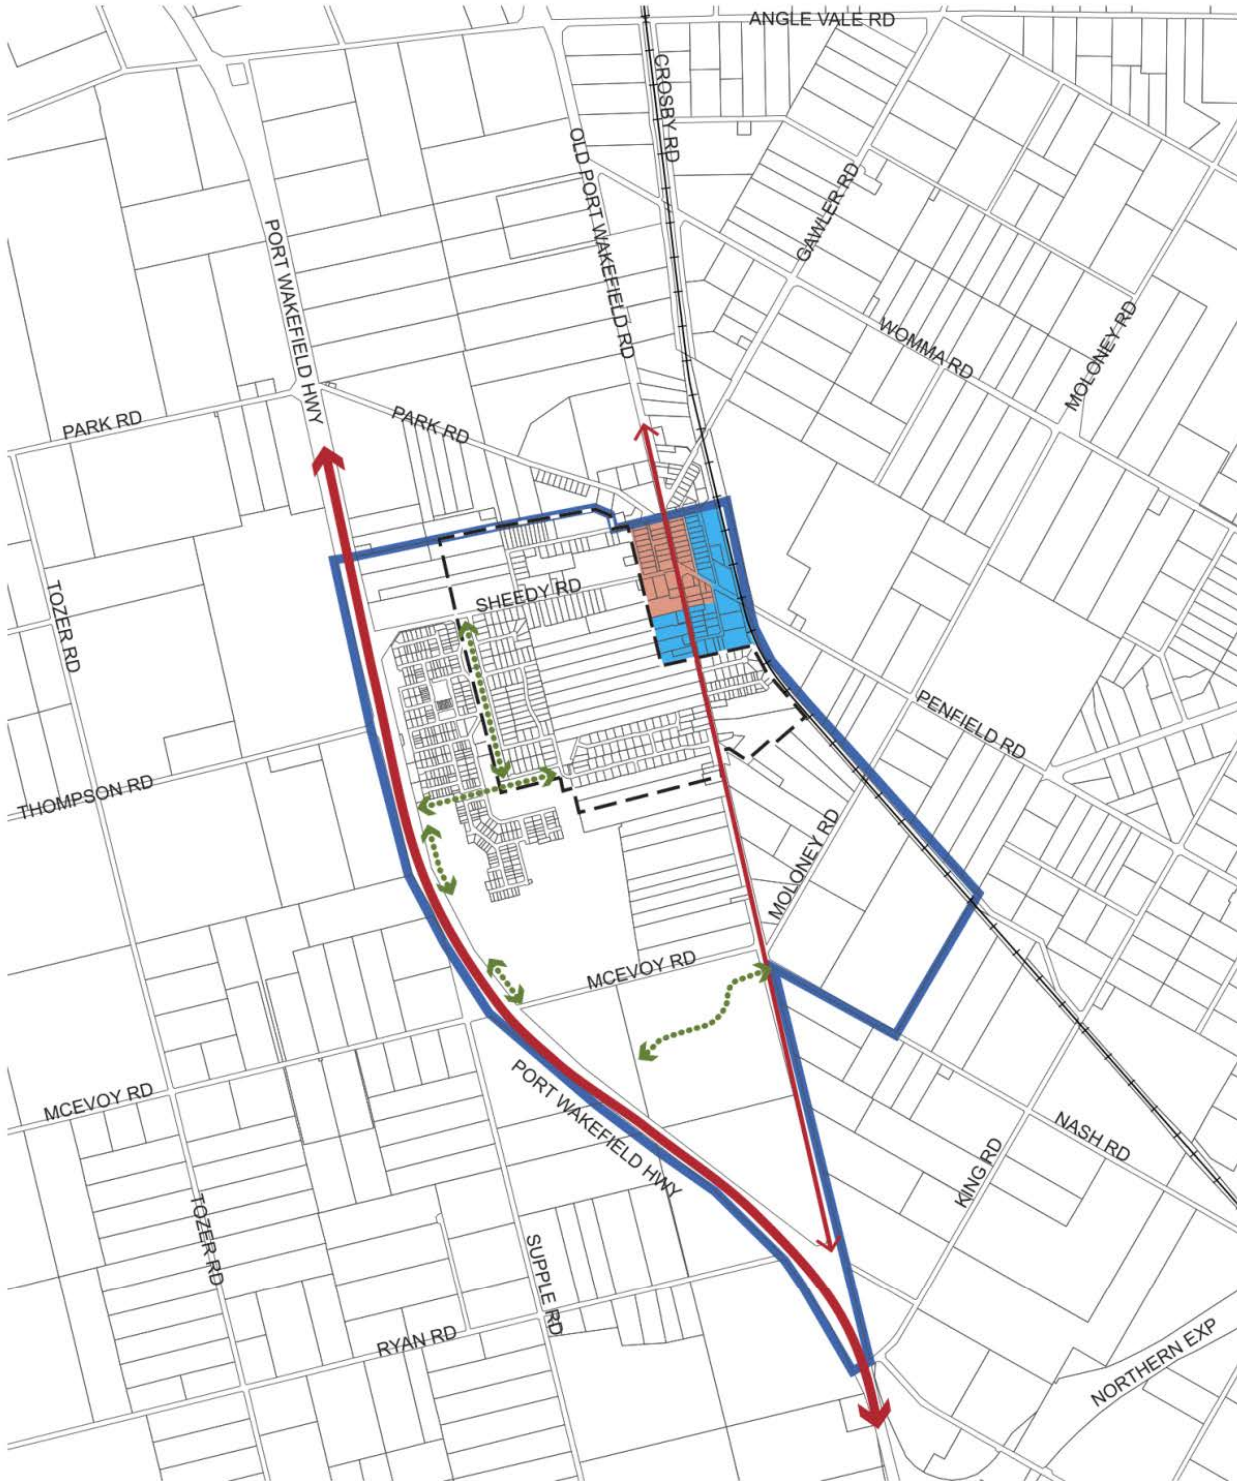 ANGLE VALE RD
CROSBY RD
OLD PORT WAKEFIELD RD
GAWLER RD
PORT WAKEFIELD HWY
WOMMA RD
MOLONEY RD
PARK RD
PARK RD
SHEEDY RD
TOZER RD
PENFIELD RD
THOMPSON RD
MOLONEY RD
MCEVOY RD
PORT WAKEFIELD HWY
MCEVOY RD
NASH RD
KING RD
TOZER RD
SUPPLE RD
RYAN RD
NORTHERN EXP